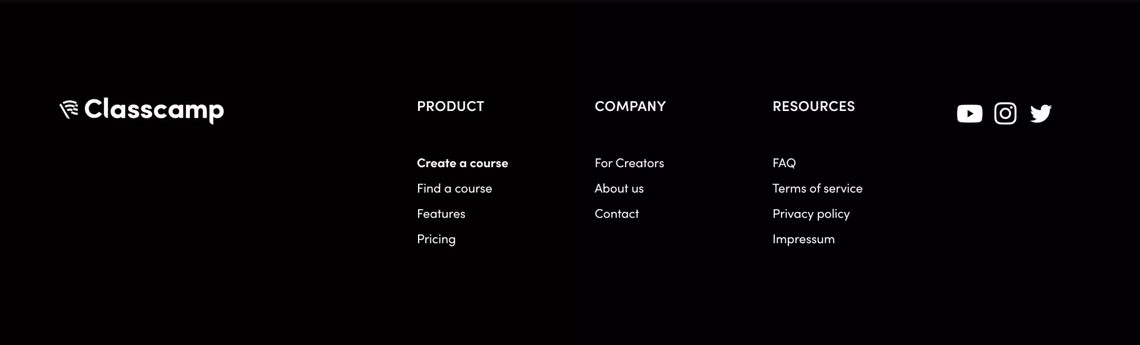 Classcamp
PRODUCT
Create a course
Find a course
Features
Pricing
COMPANY
For Creators
About us
Contact
RESOURCES
FAQ
Terms of service
Privacy policy
Impressum